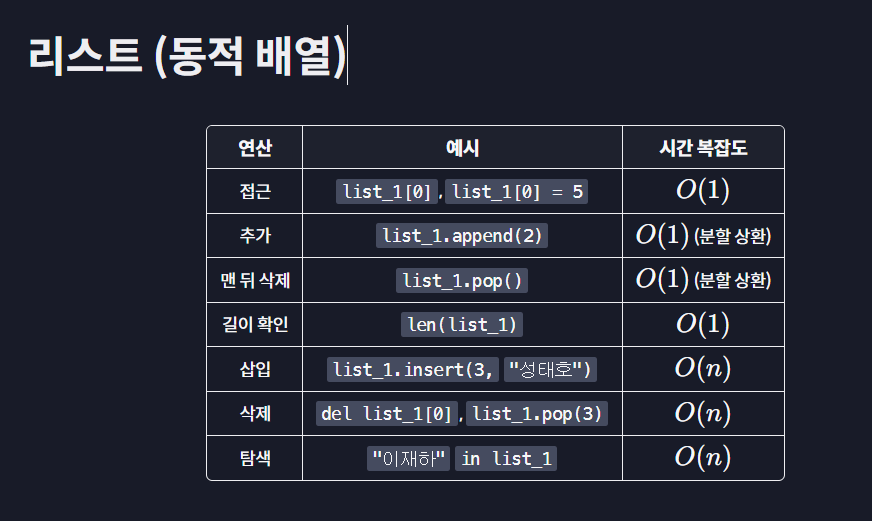 리스트 (동적 배열)
연산 예시 시간 복잡도
접근 list_1[0], list_1[0] = 5 O(1)
추가 list_1.append(2) O(1) (분할 상환)
맨 뒤 삭제 list_1.pop() O(1) (분할 상환)
길이 확인 len(list_1) O(1)
삽입 list_1.insert(3, "성태호") O(n)
삭제 del list_1[0], list_1.pop(3) O(n)
탐색 "이재하" in list_1 O(n)